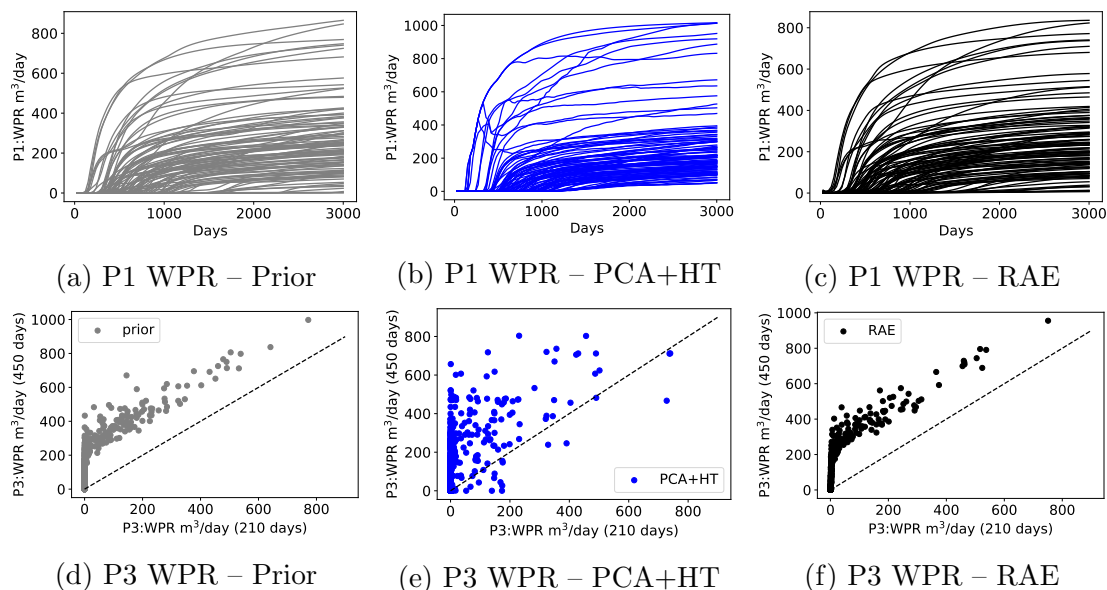 800
600
400
200
0
P1:WPR m³/day
0 1000 2000 3000
Days
(a) P1 WPR – Prior
1000
800
600
400
200
0
P1:WPR m³/day
0 1000 2000 3000
Days
(b) P1 WPR – PCA+HT
800
600
400
200
0
P1:WPR m³/day
0 1000 2000 3000
Days
(c) P1 WPR – RAE
1000
800
600
400
200
0
P3:WPR m³/day (450 days)
prior
0 200 400 600 800
P3:WPR m³/day (210 days)
(d) P3 WPR – Prior
1000
800
600
400
200
0
P3:WPR m³/day (450 days)
PCA+HT
0 200 400 600 800
P3:WPR m³/day (210 days)
(e) P3 WPR – PCA+HT
1000
800
600
400
200
0
P3:WPR m³/day (450 days)
RAE
0 200 400 600 800
P3:WPR m³/day (210 days)
(f) P3 WPR – RAE